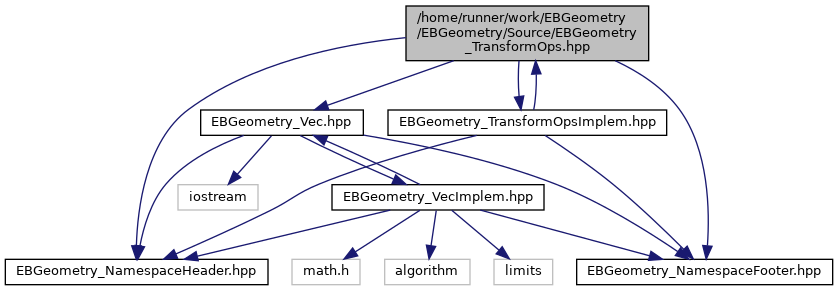 /home/runner/work/EBGeometry
/EBGeometry/Source/EBGeometry
_TransformOps.hpp
EBGeometry_Vec.hpp
EBGeometry_TransformOpsImplem.hpp
iostream
EBGeometry_VecImplem.hpp
EBGeometry_NamespaceHeader.hpp
math.h
algorithm
limits
EBGeometry_NamespaceFooter.hpp